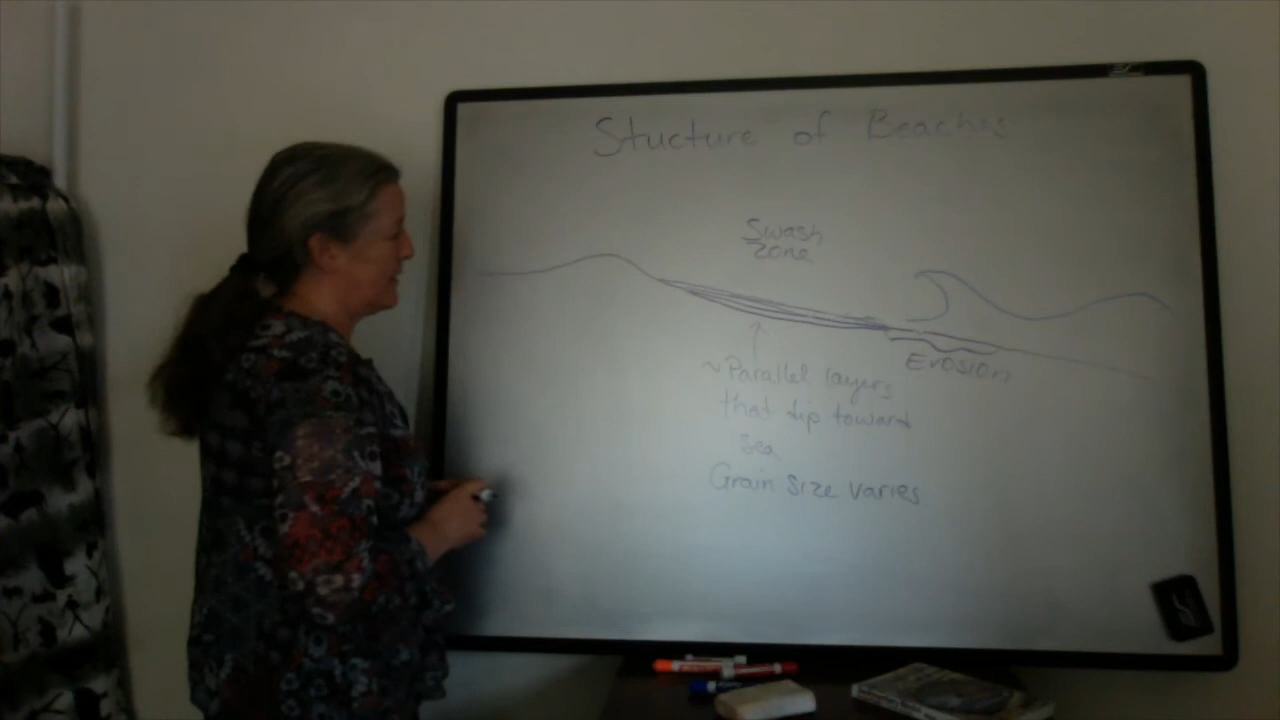 Stucture of Beaches
Swash
Zone
Erosion
~ Parallel layers
that dip toward
sea
Grain size varies